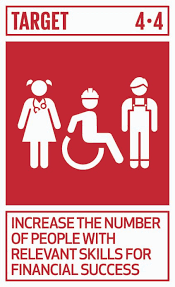 TARGET 4·4
INCREASE THE NUMBER
OF PEOPLE WITH
RELEVANT SKILLS FOR
FINANCIAL SUCCESS